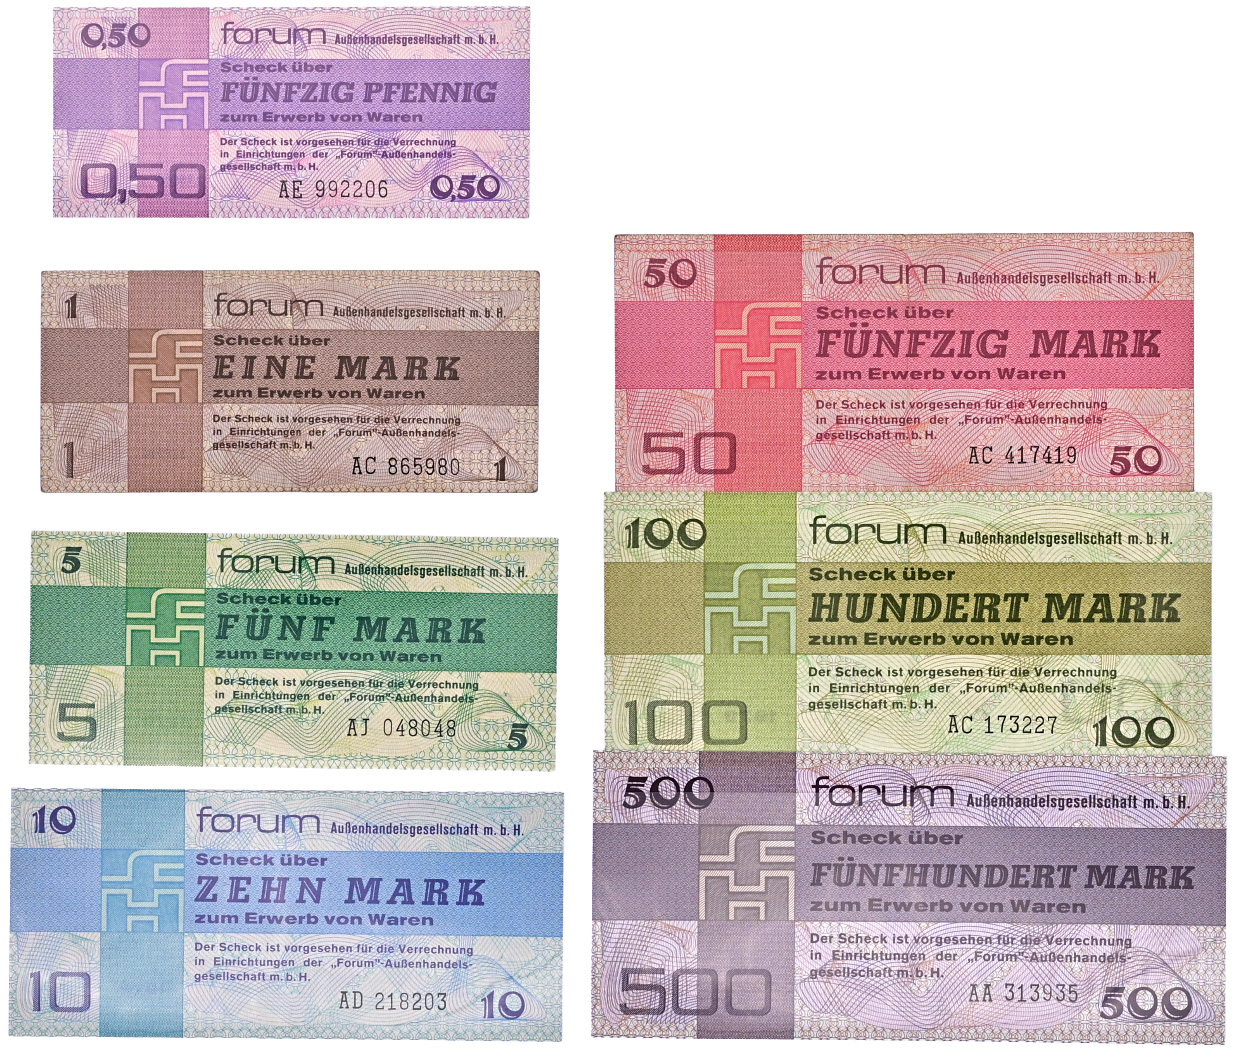 0,50 forum Außenhandelsgesellschaft m. b. H.
Scheck über
FÜNFZIG PFENNIG
zum Erwerb von Waren
Der Scheck ist vorgesehen für die Verrechnung
in Einrichtungen der „Forum"-Außenhandels-
gesellschaft m. b. H.
0,50 AE 992206 0,50
1 forum Außenhandelsgesellschaft m. b. H.
Scheck über
EINE MARK
zum Erwerb von Waren
Der Scheck ist vorgesehen für die Verrechnung
in Einrichtungen der „Forum"-Außenhandels-
gesellschaft m. b. H.
1 AC 865980 1
5 forum Außenhandelsgesellschaft m. b. H.
Scheck über
FÜNF MARK
zum Erwerb von Waren
Der Scheck ist vorgesehen für die Verrechnung
in Einrichtungen der „Forum"-Außenhandels-
gesellschaft m. b. H.
5 AJ 048048 5
10 forum Außenhandelsgesellschaft m. b. H.
Scheck über
ZEHN MARK
zum Erwerb von Waren
Der Scheck ist vorgesehen für die Verrechnung
in Einrichtungen der „Forum"-Außenhandels-
gesellschaft m. b. H.
10 AD 218203 10
50 forum Außenhandelsgesellschaft m. b. H.
Scheck über
FÜNFZIG MARK
zum Erwerb von Waren
Der Scheck ist vorgesehen für die Verrechnung
in Einrichtungen der „Forum"-Außenhandels-
gesellschaft m. b. H.
50 AC 417419 50
100 forum Außenhandelsgesellschaft m. b. H.
Scheck über
HUNDERT MARK
zum Erwerb von Waren
Der Scheck ist vorgesehen für die Verrechnung
in Einrichtungen der „Forum"-Außenhandels-
gesellschaft m. b. H.
100 AC 173227 100
500 forum Außenhandelsgesellschaft m. b. H.
Scheck über
FÜNFHUNDERT MARK
zum Erwerb von Waren
Der Scheck ist vorgesehen für die Verrechnung
in Einrichtungen der „Forum"-Außenhandels-
gesellschaft m. b. H.
500 AA 313935 500